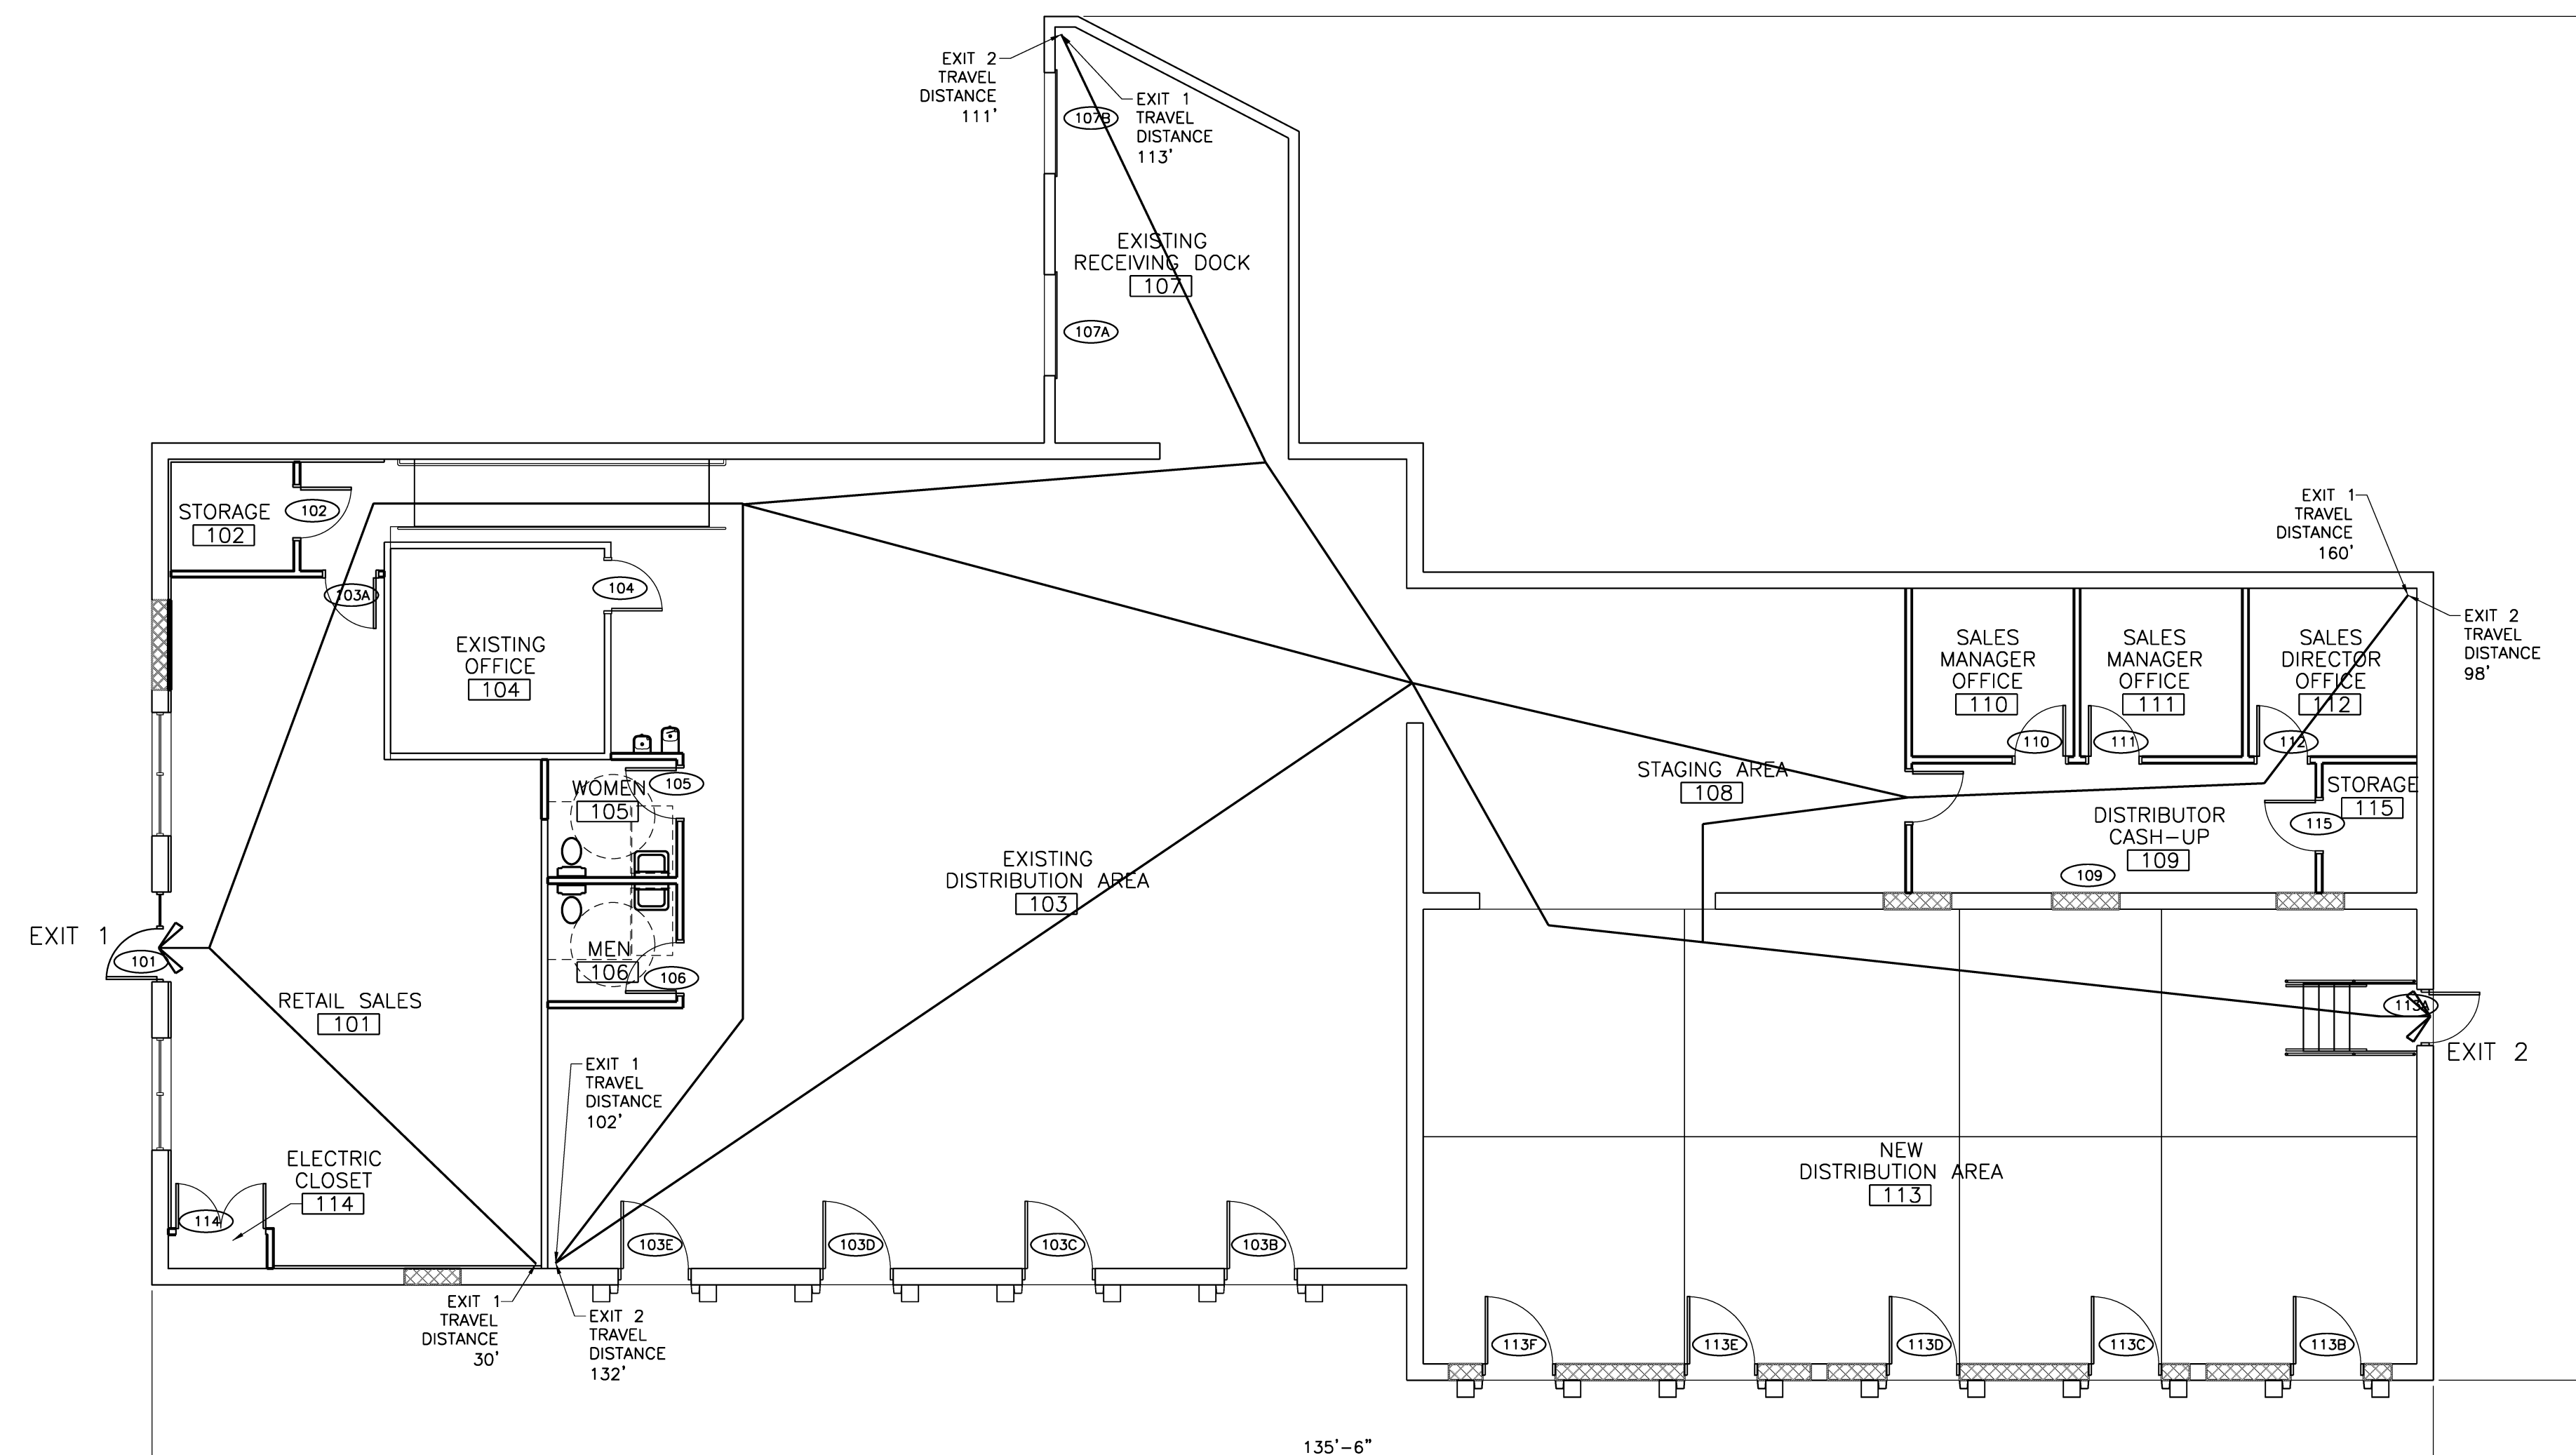 EXIT 2
TRAVEL
DISTANCE
111'
EXIT 1
TRAVEL
DISTANCE
113'
107B
EXISTING
RECEIVING DOCK
107
107A
STORAGE
102
102
103A
104
EXISTING
OFFICE
104
EXIT 1
TRAVEL
DISTANCE
160'
EXIT 2
TRAVEL
DISTANCE
98'
SALES
MANAGER
OFFICE
110
SALES
MANAGER
OFFICE
111
SALES
DIRECTOR
OFFICE
112
110
111
112
WOMEN
105
105
STAGING AREA
108
STORAGE
115
115
DISTRIBUTOR
CASH-UP
109
109
EXISTING
DISTRIBUTION AREA
103
EXIT 1
101
MEN
106
106
RETAIL SALES
101
113A
EXIT 2
EXIT 1
TRAVEL
DISTANCE
102'
ELECTRIC
CLOSET
114
114
NEW
DISTRIBUTION AREA
113
103E
103D
103C
103B
EXIT 1
TRAVEL
DISTANCE
30'
EXIT 2
TRAVEL
DISTANCE
132'
113F
113E
113D
113C
113B
135'-6"